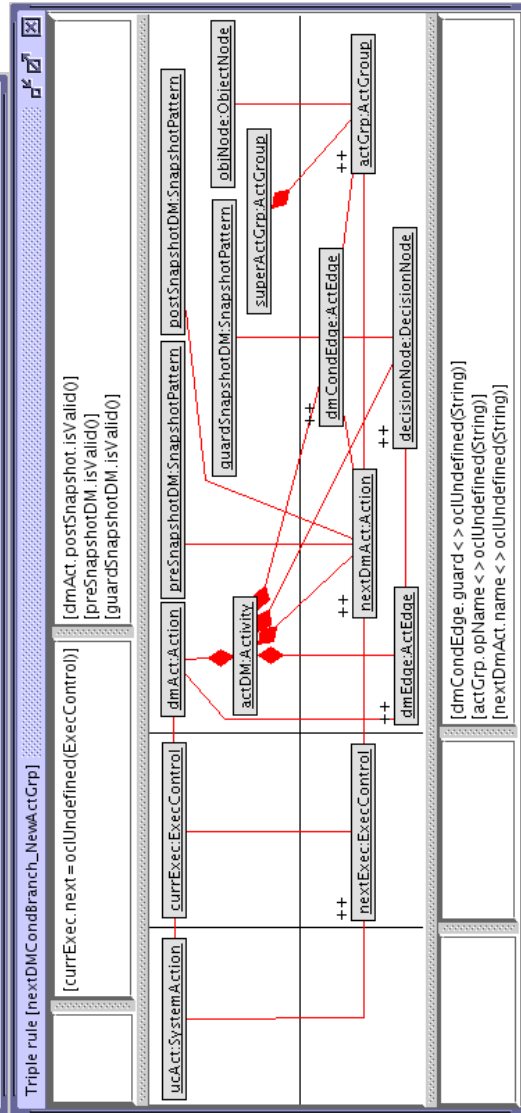 Triple rule [nextDMCondBranch_NewActGrp]
[currExec.next=oclUndefined(ExecControl)]
[dmAct.postSnapshot.isValid()]
[preSnapshotDM.isValid()]
[guardSnapshotDM.isValid()]
ucAct:SystemAction
currExec:ExecControl
dmAct:Action
preSnapshotDM:SnapshotPattern
postSnapshotDM:SnapshotPattern
objNode:ObjectNode
guardSnapshotDM:SnapshotPattern
superActGrp:ActGroup
actDM:Activity
++
dmCondEdge:ActEdge
++
nextExec:ExecControl
++
nextDmAct:Action
++
actGrp:ActGroup
++
dmEdge:ActEdge
++
decisionNode:DecisionNode
[dmCondEdge.guard<>oclUndefined(String)]
[actGrp.opName<>oclUndefined(String)]
[nextDmAct.name<>oclUndefined(String)]